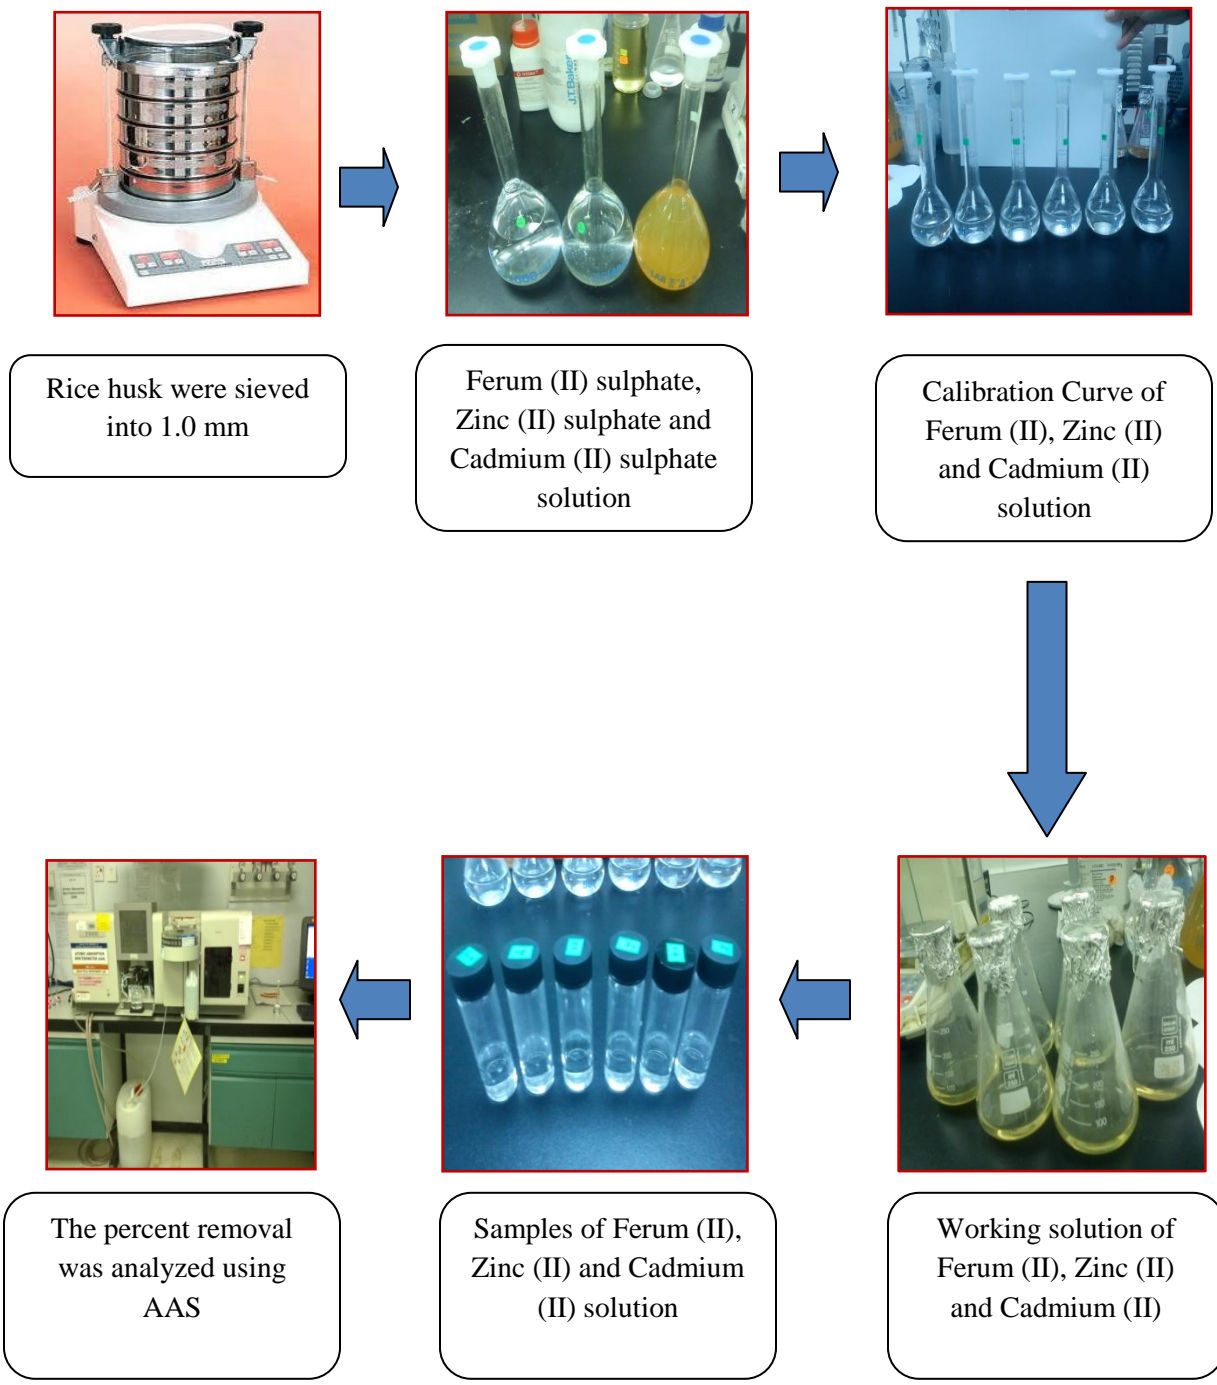 J.T.Baker
Rice husk were sieved
into 1.0 mm
Ferum (II) sulphate,
Zinc (II) sulphate and
Cadmium (II) sulphate
solution
Calibration Curve of
Ferum (II), Zinc (II)
and Cadmium (II)
solution
The percent removal
was analyzed using
AAS
Samples of Ferum (II),
Zinc (II) and Cadmium
(II) solution
Working solution of
Ferum (II), Zinc (II)
and Cadmium (II)